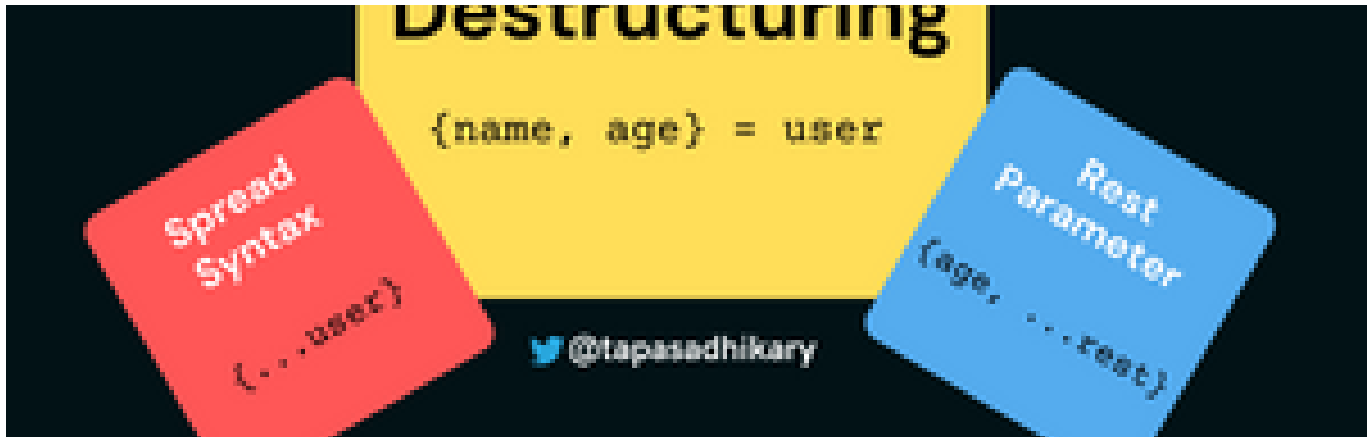 Destructuring
{name, age} = user
Spread
Syntax
{...user}
Rest
Parameter
{age, ...rest}
@tapasadhikary